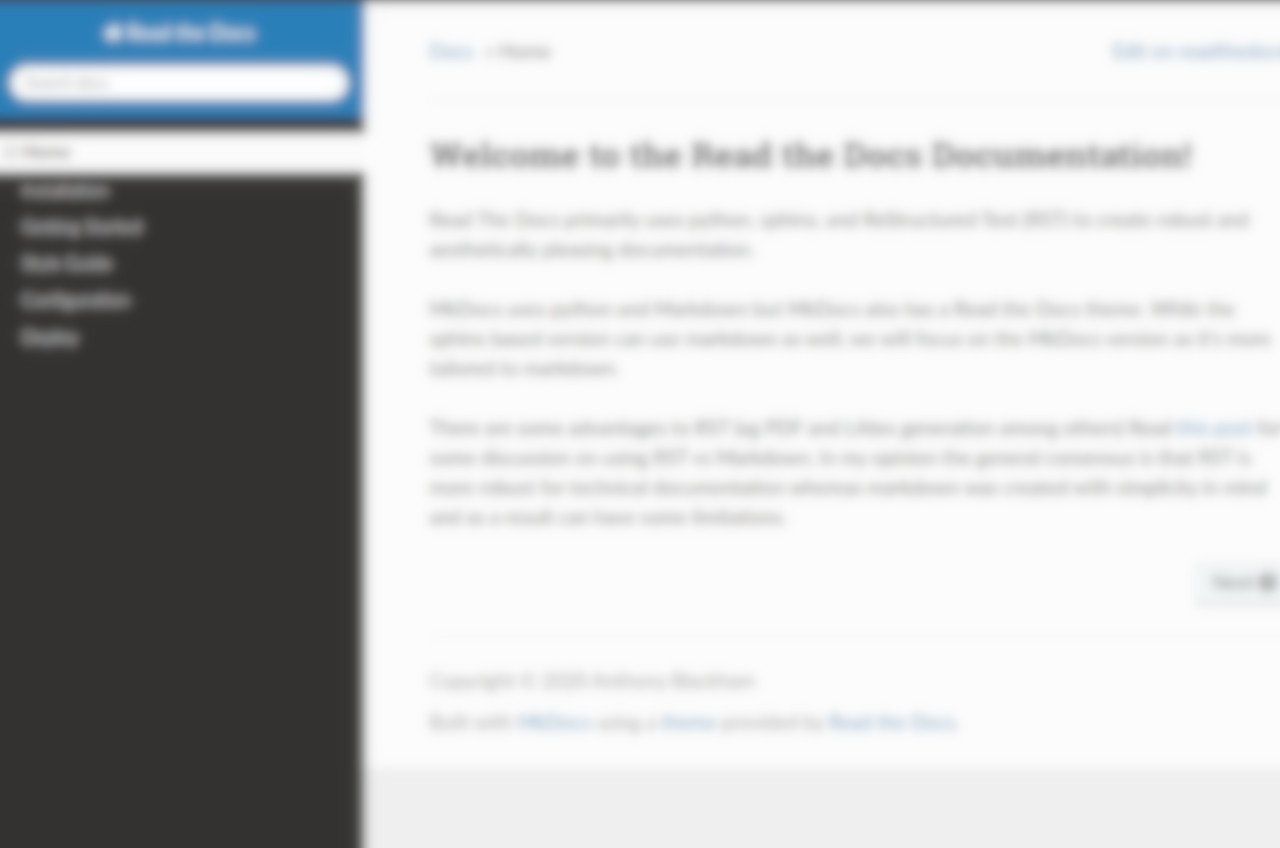 Read the Docs
Search docs
Home
Installation
Getting Started
Style Guide
Configuration
Deploy
Docs » Home
Edit on
Welcome to the Read the Docs Documentation!
Read The Docs primarily uses python, sphinx, and ReStructured Text (RST) to create robust and
aesthetically pleasing documentation.
MkDocs uses python and Markdown but MkDocs also has a Read the Docs theme. While the
sphinx based version can use markdown as well, we will focus on the MkDocs version as it's more
tailored to markdown.
There are some advantages to RST (eg PDF and LaTex generation among others) Read this post for
some discussion on using RST vs Markdown. In my opinion the general consensus is that RST is
more robust for technical documentation whereas markdown was created with simplicity in mind
and as a result can have some limitations.
Next
Copyright © 2020 Anthony
Built with MkDocs using a theme provided by Read the Docs.